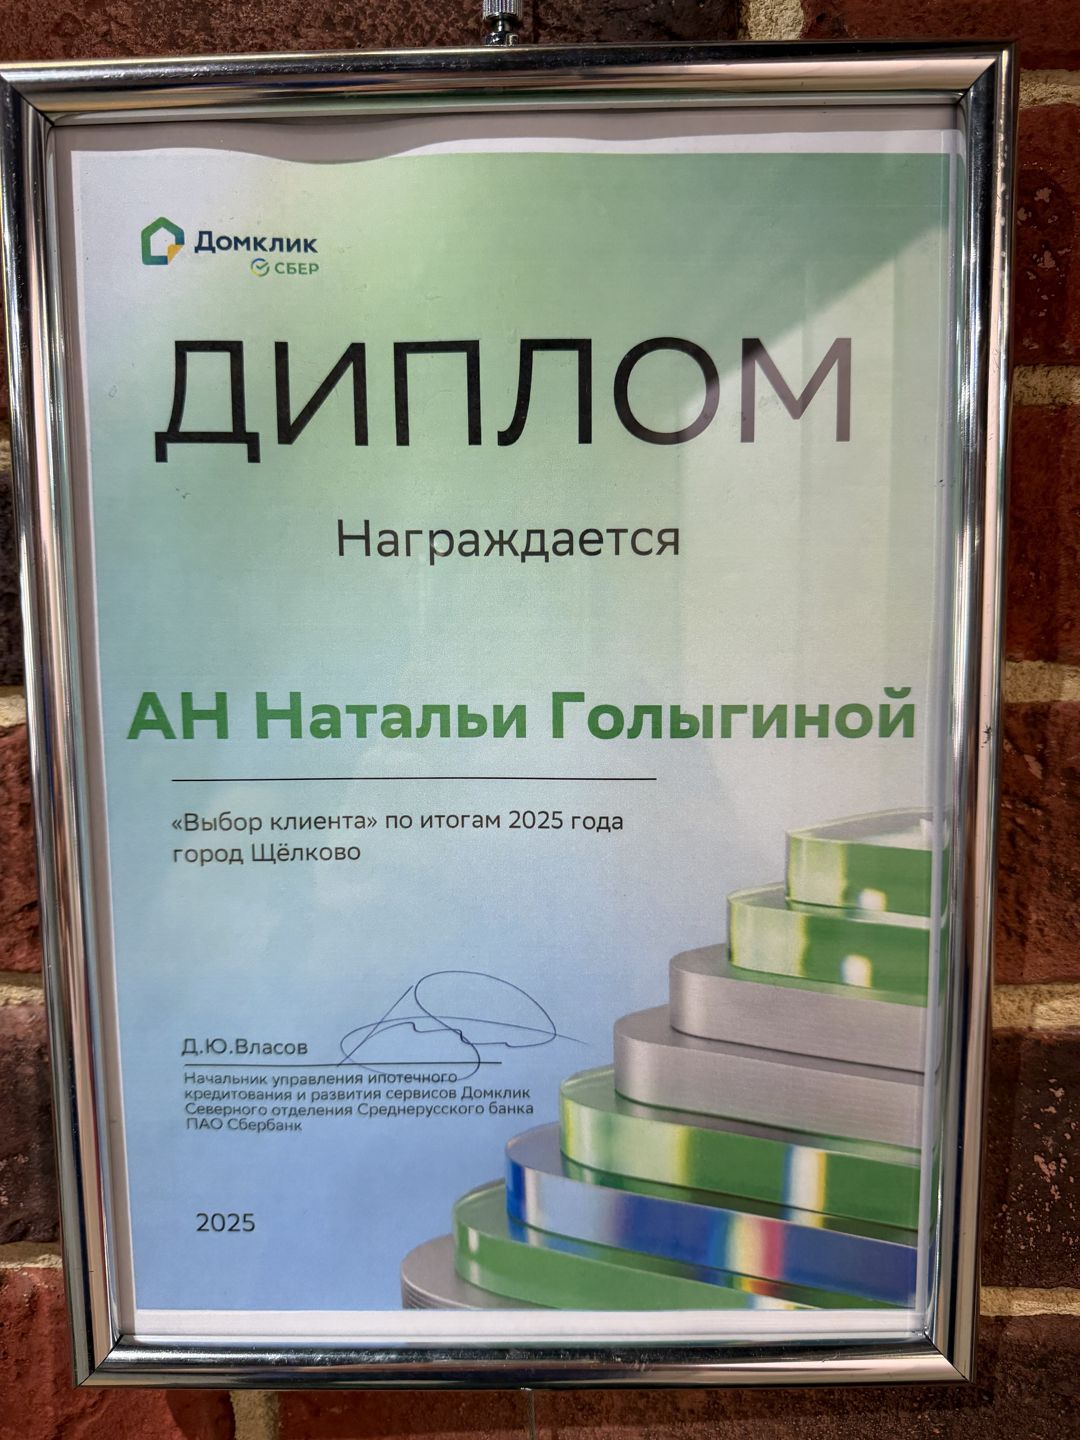 Домклик
СБЕР
ДИПЛОМ
Награждается
АН Натальи Голыгиной
«Выбор клиента» по итогам 2025 года
город Щёлково
Д.Ю.Власов
Начальник управления ипотечного
кредитования и развития сервисов Домклик
Северного отделения Среднерусского банка
ПАО Сбербанк
2025